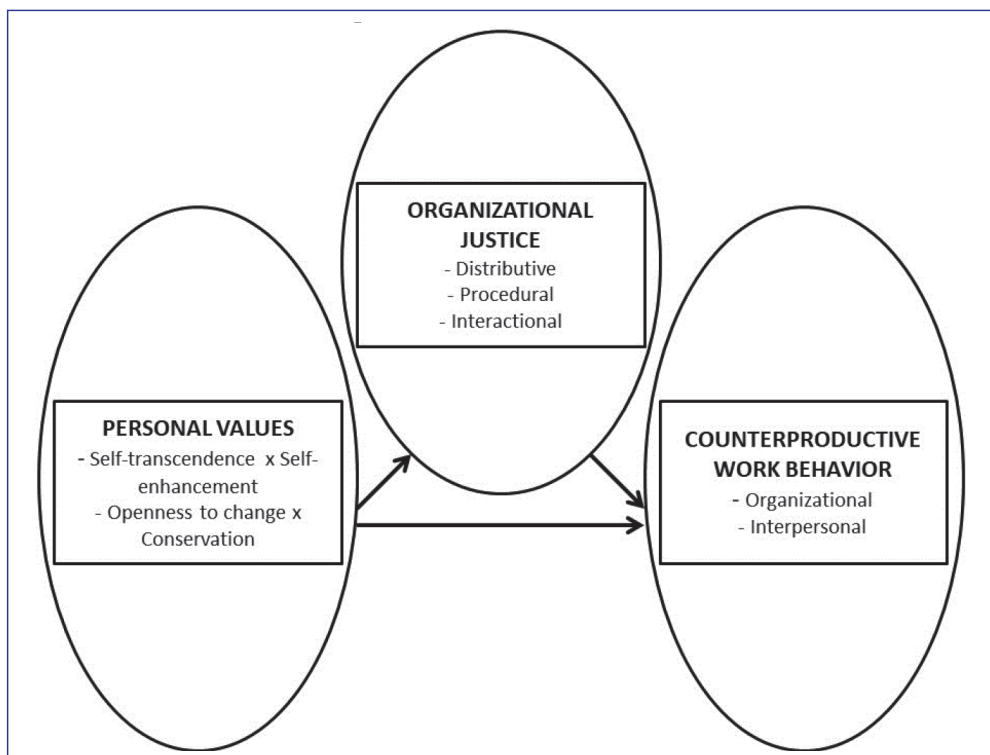 ORGANIZATIONAL
JUSTICE
- Distributive
- Procedural
- Interactional
PERSONAL VALUES
- Self-transcendence x Self-
enhancement
- Openness to change x
Conservation
COUNTERPRODUCTIVE
WORK BEHAVIOR
- Organizational
- Interpersonal